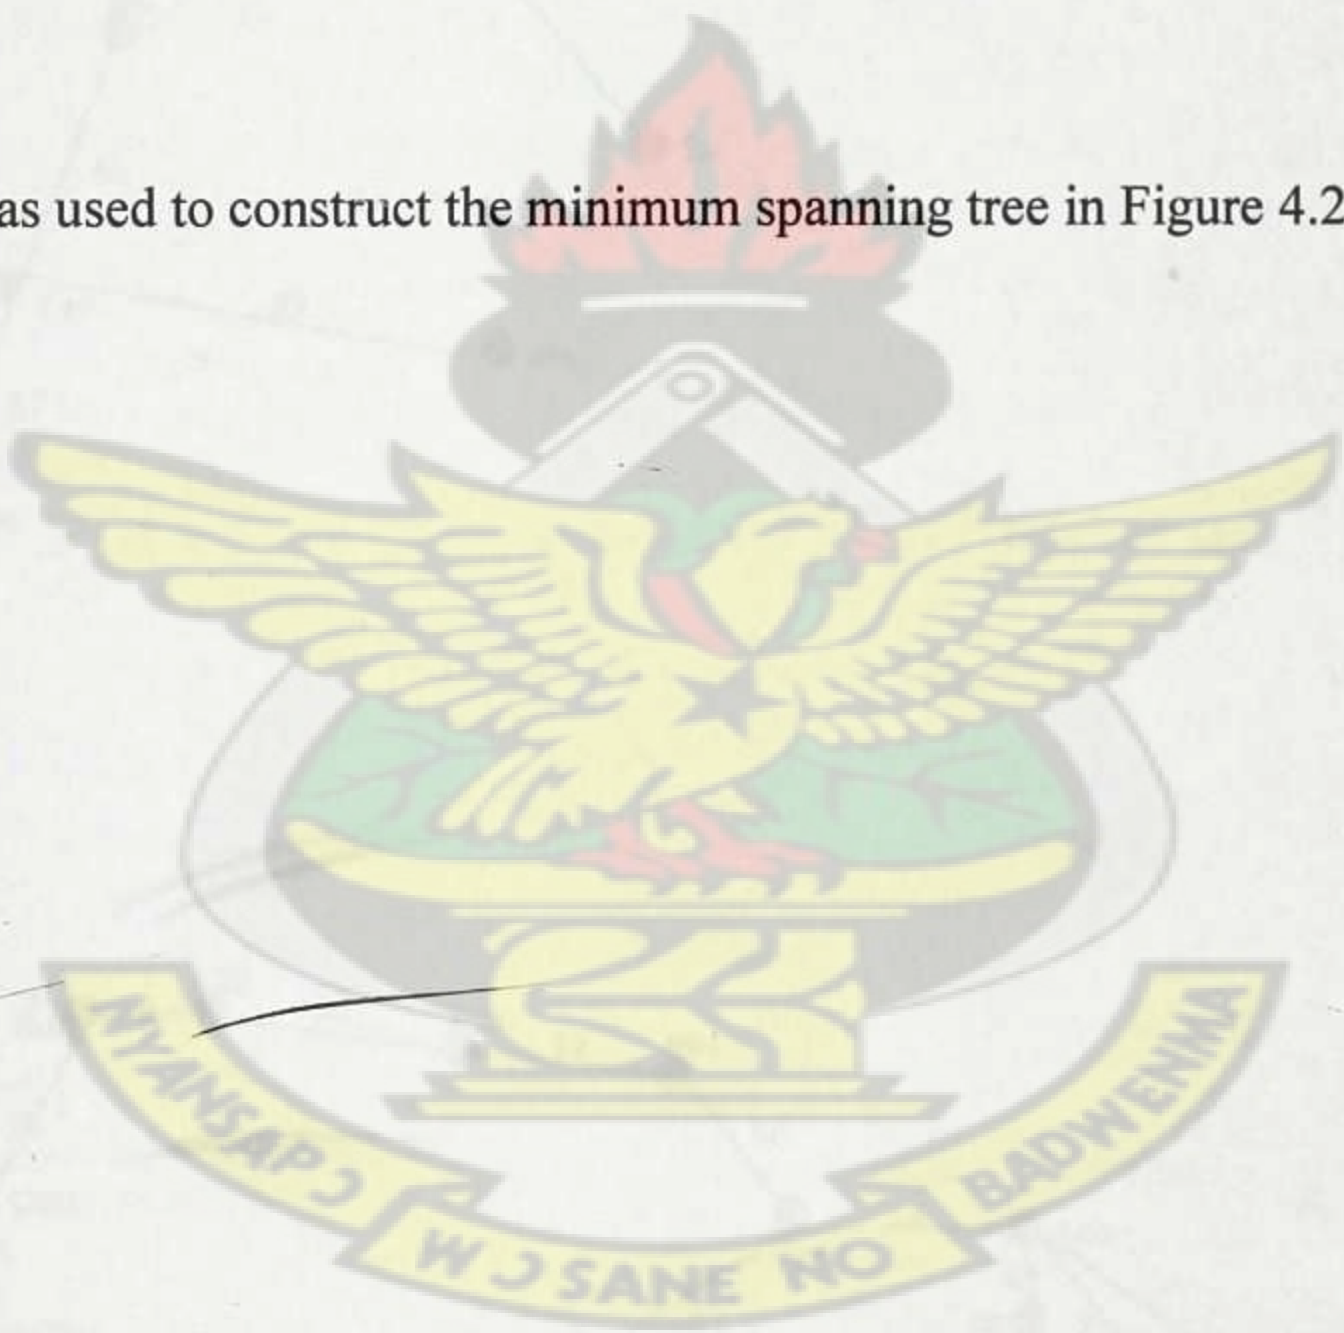 as used to construct the minimum spanning tree in Figure 4.2
NYANSAPƆ
WƆSANE NO
BADWENMA